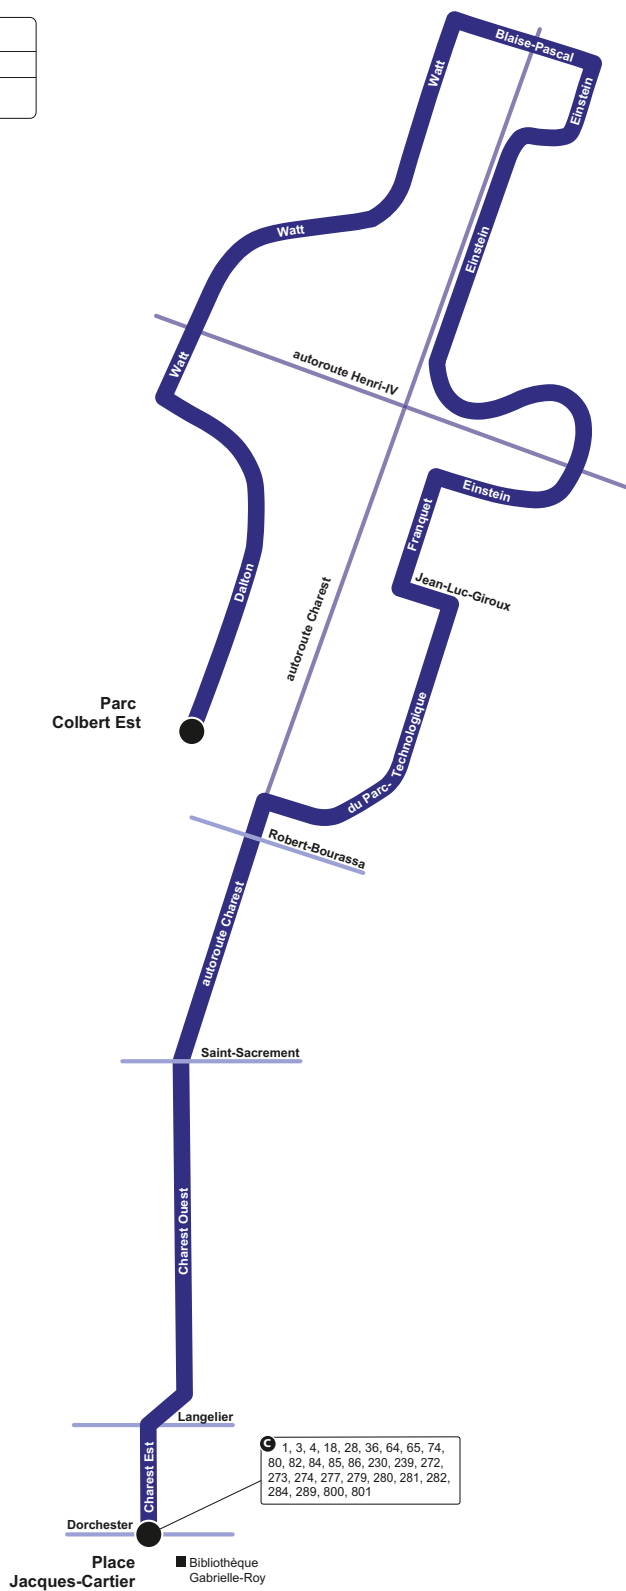 Blaise-Pascal
Watt
Einstein
Watt
Einstein
autoroute Henri-IV
Watt
Einstein
Franquet
Jean-Luc-Giroux
Dalton
autoroute Charest
Parc
Colbert Est
du Parc-Technologique
Robert-Bourassa
autoroute Charest
Saint-Sacrement
Charest Ouest
Langelier
Charest Est
C 1, 3, 4, 18, 28, 36, 64, 65, 74,
80, 82, 84, 85, 86, 230, 239, 272,
273, 274, 277, 279, 280, 281, 282,
284, 289, 800, 801
Dorchester
Place
Jacques-Cartier
Bibliothèque
Gabrielle-Roy